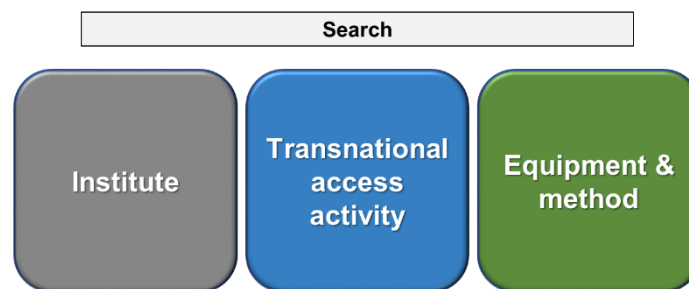 Search
Institute
Transnational
access
activity
Equipment &
method